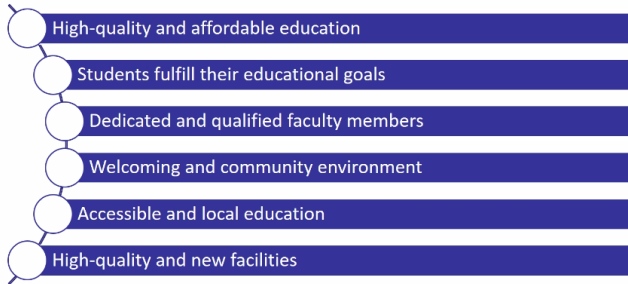 High-quality and affordable education
Students fulfill their educational goals
Dedicated and qualified faculty members
Welcoming and community environment
Accessible and local education
High-quality and new facilities